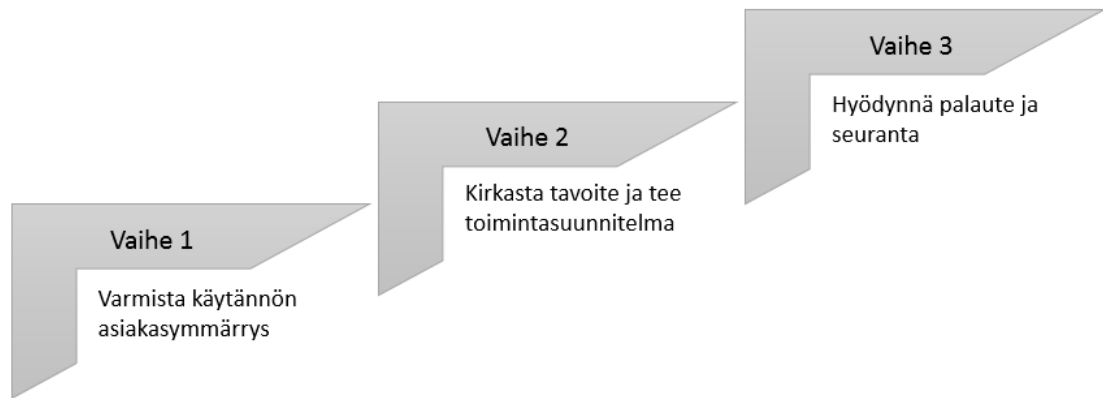 Vaihe 1
Varmista käytännön
asiakasymmärrys
Vaihe 2
Kirkasta tavoite ja tee
toimintasuunnitelma
Vaihe 3
Hyödynnä palaute ja
seuranta